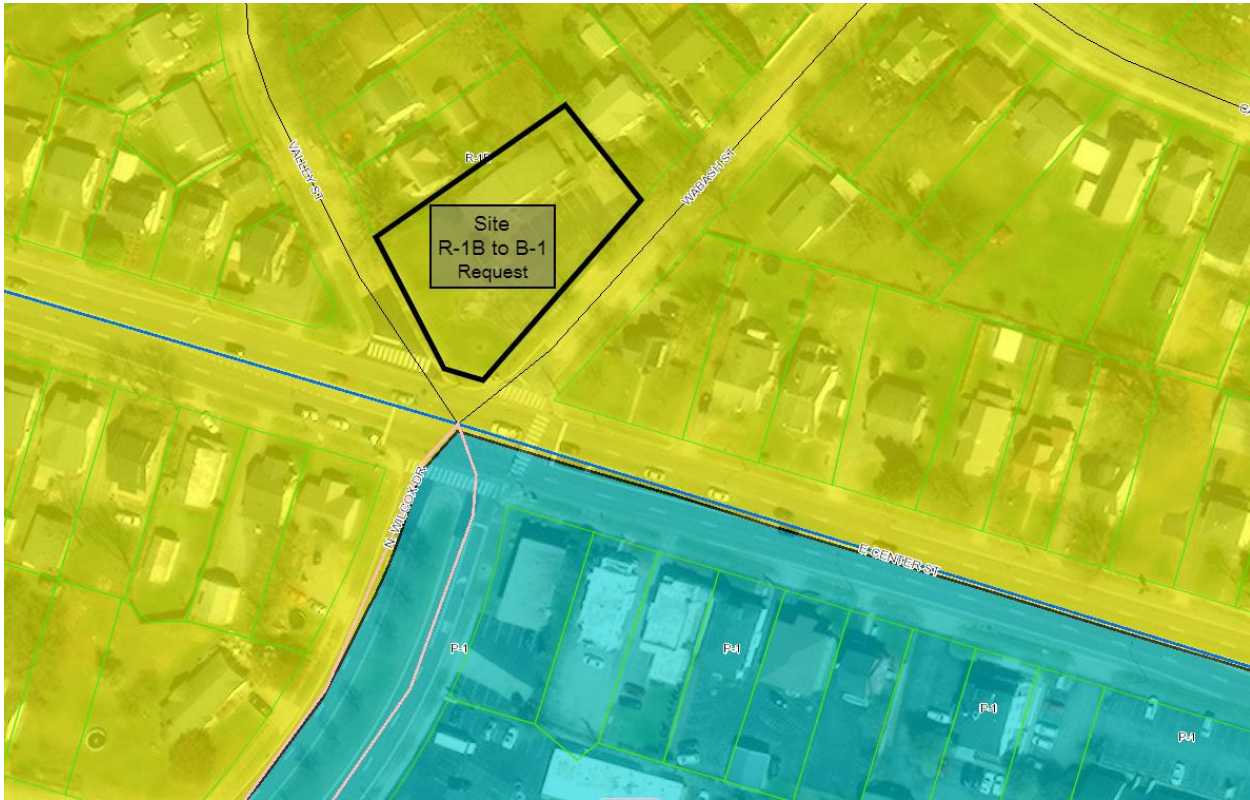 VALLEY ST
R-1B
WABASH ST
Site
R-1B to B-1
Request
N WILCOX DR
E CENTER ST
P-1
P-1
P-1
P-1